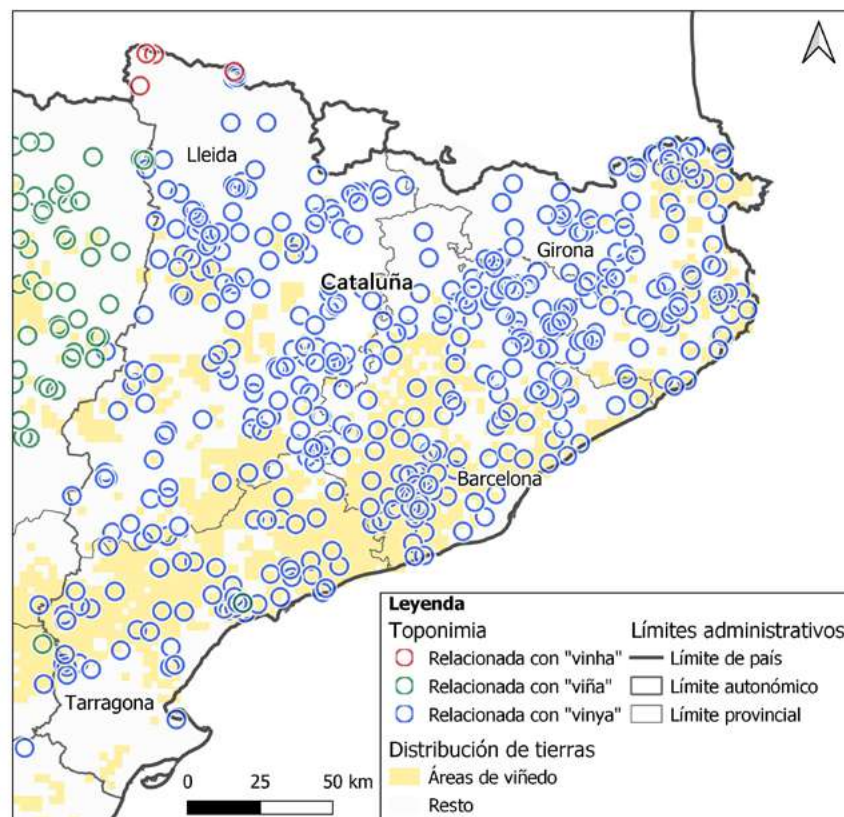 Lleida
Girona
Cataluña
Barcelona
Tarragona
0 25 50 km
Leyenda
Toponimia
Relacionada con "vinha"
Relacionada con "viña"
Relacionada con "vinya"
Distribución de tierras
Áreas de viñedo
Resto
Límites administrativos
Límite de país
Límite autonómico
Límite provincial